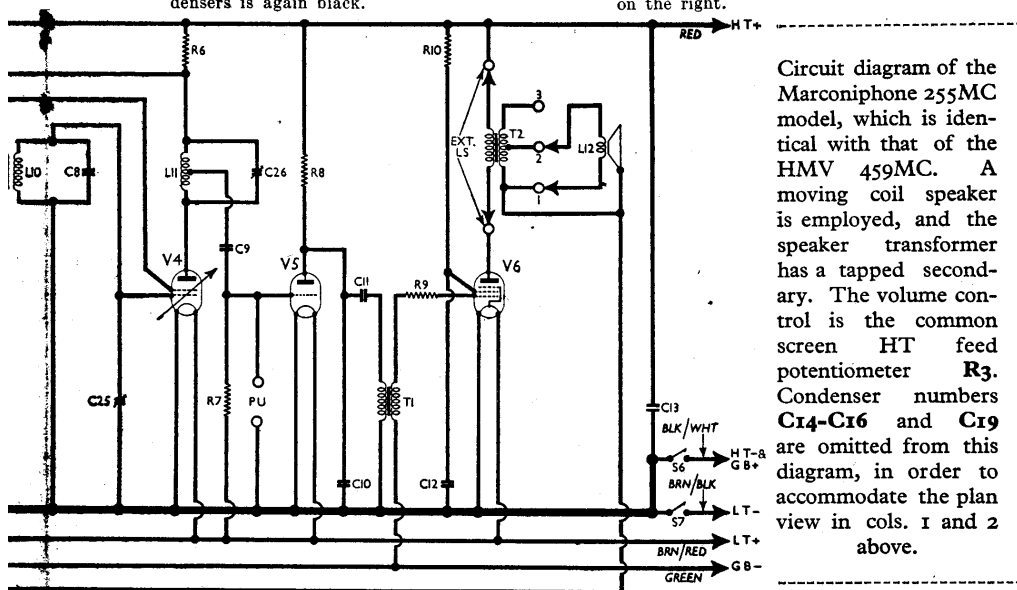 densers is again black.
on the right.
HT+
RED
R6
R10
3
T2
EXT.
LS
2
L12
1
L10
C8
L11
C26
R8
C9
V4
V5
V6
C11
R9
C25
R7
PU
T1
C13
BLK/WHT
HT-&
GB+
S6
C10
C12
BRN/BLK
LT-
S7
LT+
BRN/RED
GB-
GREEN
Circuit diagram of the
Marconiphone 255MC
model, which is iden-
tical with that of the
HMV 459MC. A
moving coil speaker
is employed, and the
speaker transformer
has a tapped second-
ary. The volume con-
trol is the common
screen HT feed
potentiometer R3.
Condenser numbers
C14-C16 and C19
are omitted from this
diagram, in order to
accommodate the plan
view in cols. 1 and 2
above.